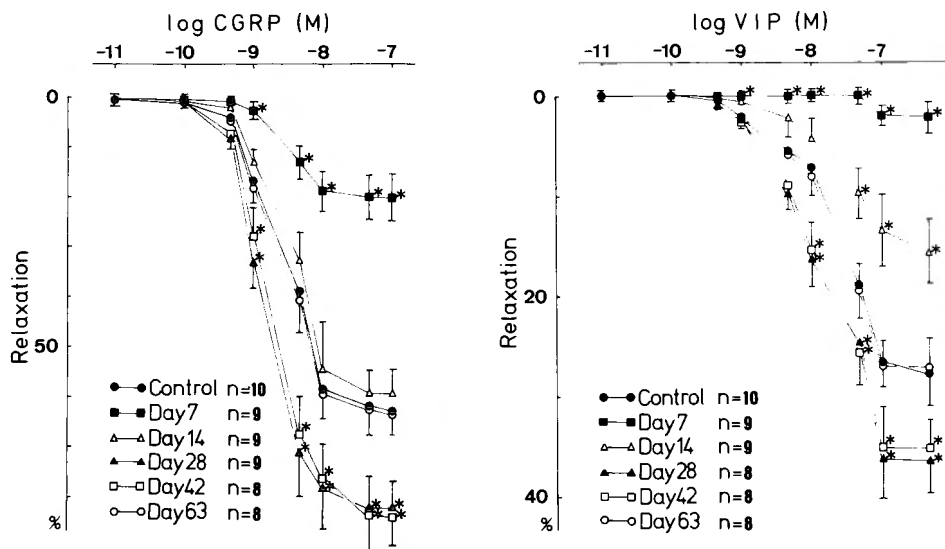 log CGRP (M)
-11 -10 -9 -8 -7
0
50
%
Relaxation
Control n=10
Day7 n=9
Day14 n=9
Day28 n=9
Day42 n=8
Day63 n=8
* * * * * * * * * * * * * *
log VIP (M)
-11 -10 -9 -8 -7
0
20
40
%
Relaxation
Control n=10
Day7 n=9
Day14 n=9
Day28 n=8
Day42 n=8
Day63 n=8
* * * * * * * * * * * * * * * * *